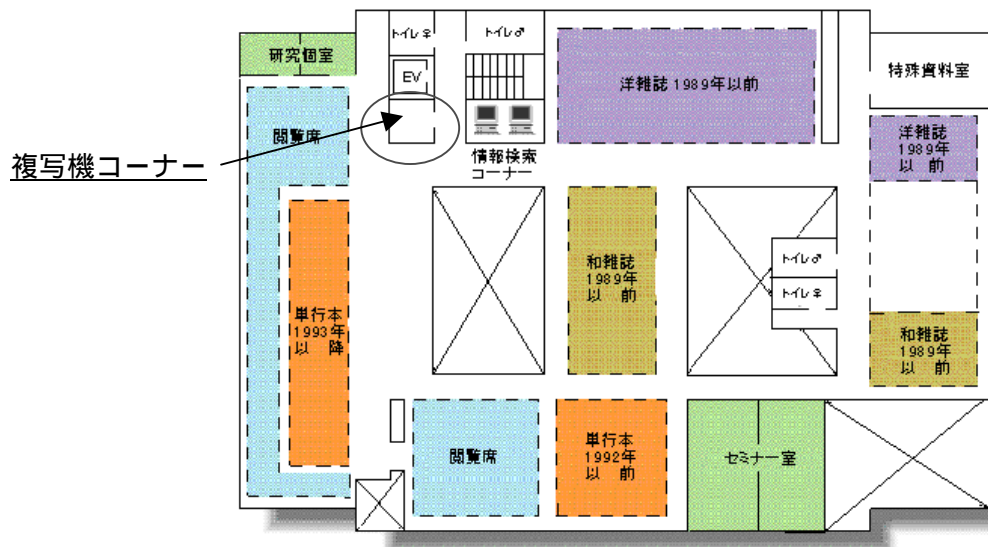 トイレ♀
トイレ♂
研究個室
EV
洋雑誌 1989年以前
特殊資料室
閲覧席
複写機コーナー
情報検索
コーナー
洋雑誌
1989年
以 前
和雑誌
1989年
以 前
トイレ♂
トイレ♀
単行本
1993年
以 降
和雑誌
1989年
以 前
閲覧席
単行本
1992年
以 前
セミナー室